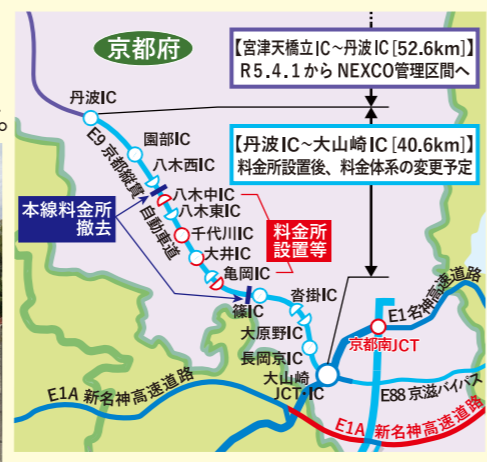 京都府
【宮津天橋立IC~丹波IC[52.6km]】
R5.4.1からNEXCO管理区間へ
丹波IC
【丹波IC~大山崎IC[40.6km]】
料金所設置後、料金体系の変更予定
E9 京都縦貫自動車道
園部IC
八木西IC
八木中IC
八木東IC
本線料金所
撤去
千代川IC
大井IC
料金所
設置等
亀岡IC
篠IC
沓掛IC
大原野IC
長岡京IC
大山崎
JCT・IC
E1名神高速道路
京都南JCT
E88 京滋バイパス
E1A 新名神高速道路
E1A 新名神高速道路
。